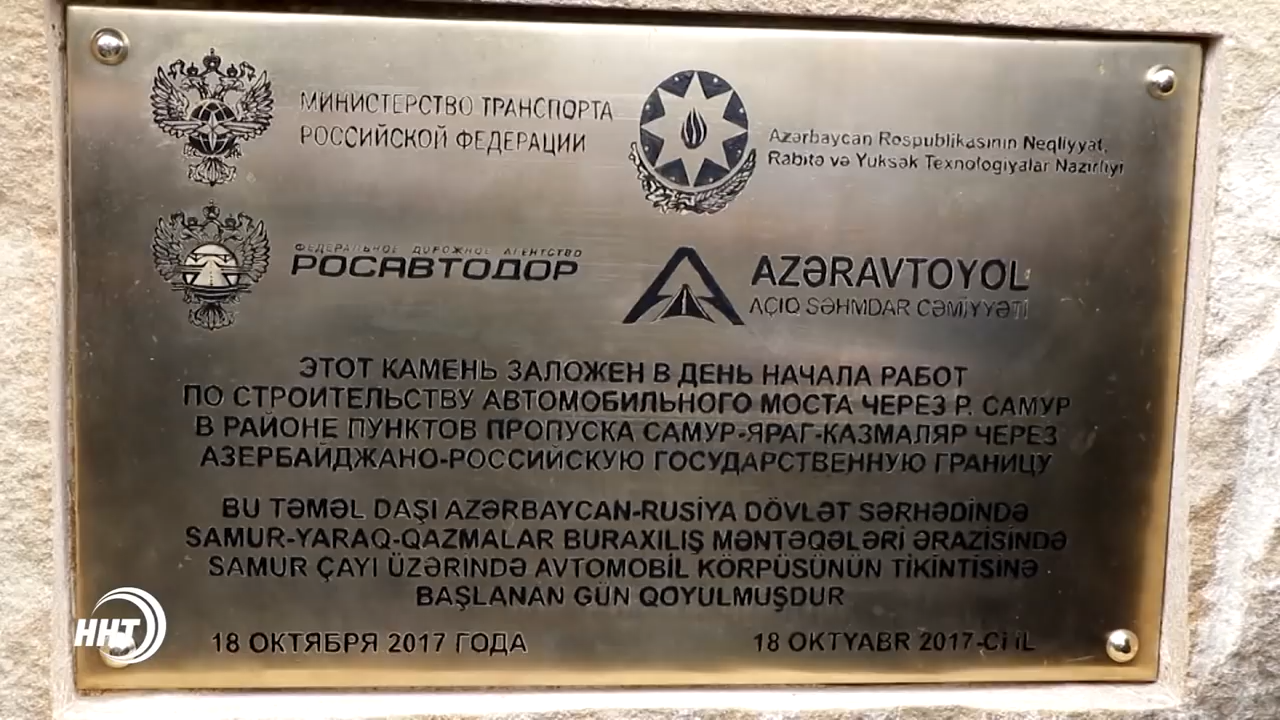 МИНИСТЕРСТВО ТРАНСПОРТА
РОССИЙСКОЙ ФЕДЕРАЦИИ
Azərbaycan Respublikasının Nəqliyyat,
Rabitə və Yuksək Texnologiyalar Nazirliyi
ФЕДЕРАЛЬНОЕ ДОРОЖНОЕ АГЕНТСТВО
РОСАВТОДОР
AZƏRAVTOYOL
AÇIQ SƏHMDAR CƏMİYYƏTİ
ЭТОТ КАМЕНЬ ЗАЛОЖЕН В ДЕНЬ НАЧАЛА РАБОТ
ПО СТРОИТЕЛЬСТВУ АВТОМОБИЛЬНОГО МОСТА ЧЕРЕЗ Р. САМУР
В РАЙОНЕ ПУНКТОВ ПРОПУСКА САМУР-ЯРАГ-КАЗМАЛЯР ЧЕРЕЗ
АЗЕРБАЙДЖАНО-РОССИЙСКУЮ ГОСУДАРСТВЕННУЮ ГРАНИЦУ
BU TƏMƏL DAŞI AZƏRBAYCAN-RUSİYA DÖVLƏT SƏRHƏDİNDƏ
SAMUR-YARAQ-QAZMALAR BURAXILIŞ MƏNTƏQƏLƏRİ ƏRAZİSİNDƏ
SAMUR ÇAYI ÜZƏRİNDƏ AVTOMOBİL KÖRPÜSÜNÜN TİKİNTİSİNƏ
BAŞLANAN GÜN QOYULMUŞDUR
18 ОКТЯБРЯ 2017 ГОДА
18 OKTYABR 2017-Cİ İL
ННТ